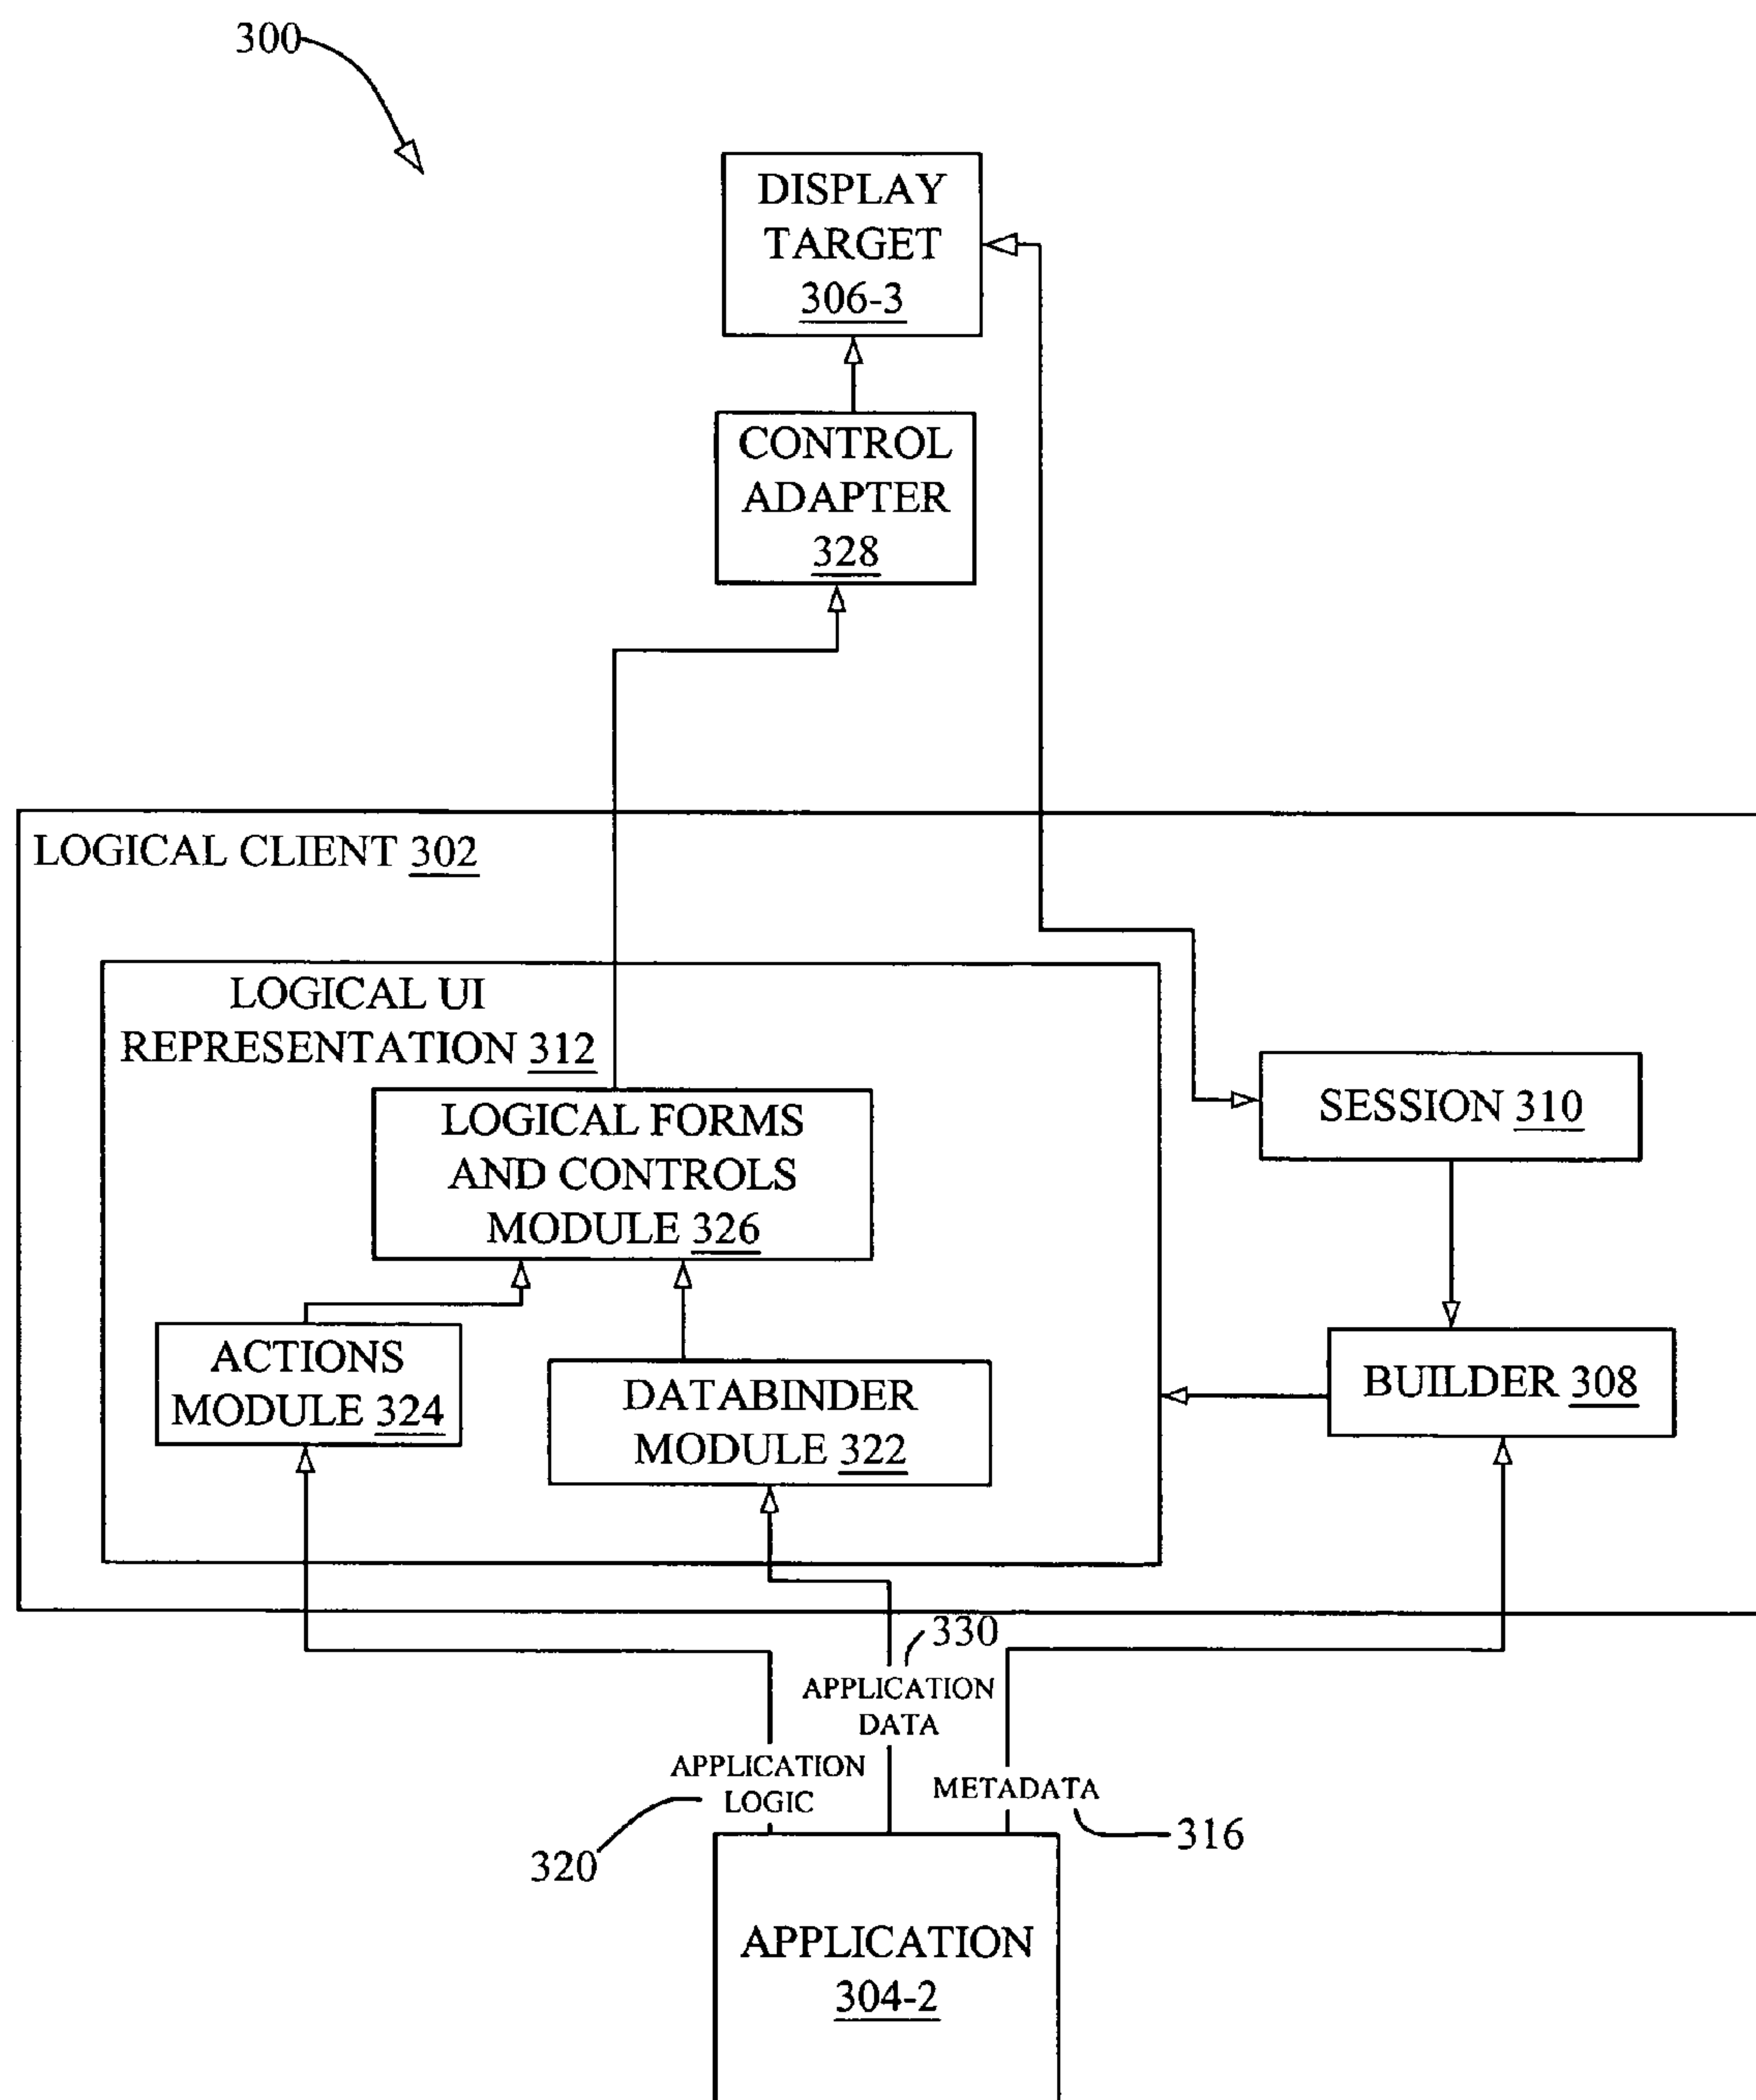 300
DISPLAY
TARGET
306-3
CONTROL
ADAPTER
328
LOGICAL CLIENT 302
LOGICAL UI
REPRESENTATION 312
LOGICAL FORMS
AND CONTROLS
MODULE 326
SESSION 310
ACTIONS
MODULE 324
DATABINDER
MODULE 322
BUILDER 308
330
APPLICATION
DATA
APPLICATION
LOGIC
METADATA
320
316
APPLICATION
304-2